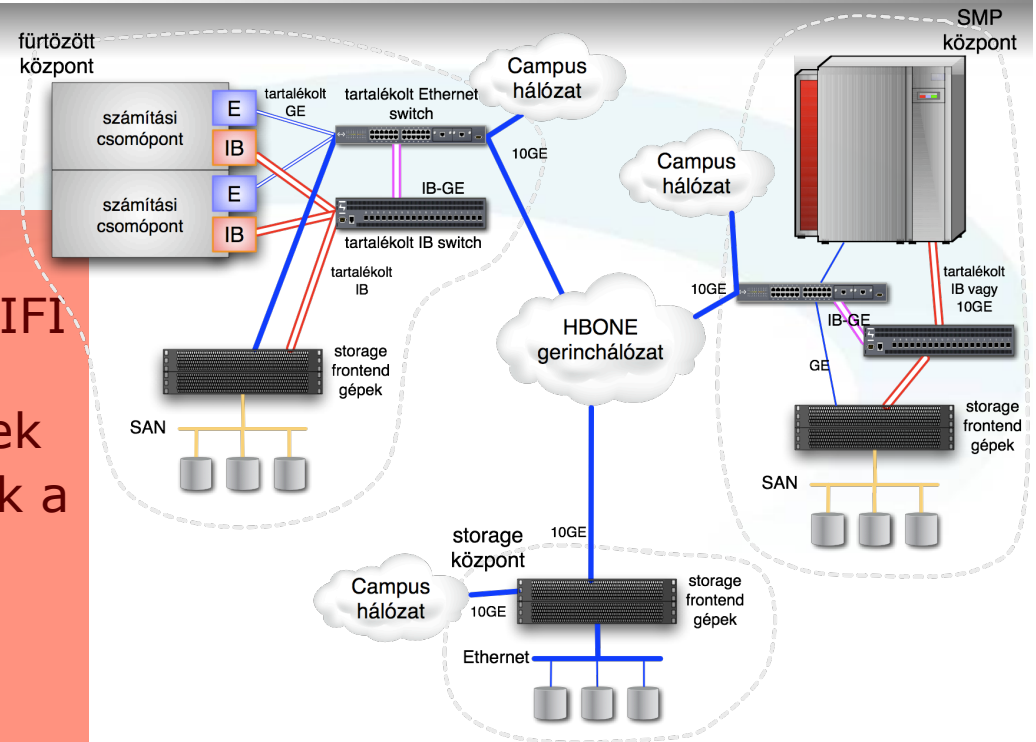 fürtözött
központ
számítási
csomópont
E
IB
számítási
csomópont
E
IB
tartalékolt
GE
tartalékolt Ethernet
switch
Campus
hálózat
10GE
IB-GE
tartalékolt IB switch
tartalékolt
IB
storage
frontend
gépek
SAN
SMP
központ
Campus
hálózat
10GE
tartalékolt
IB vagy
10GE
IB-GE
GE
storage
frontend
gépek
SAN
HBONE
gerinchálózat
10GE
storage
központ
Campus
hálózat
10GE
storage
frontend
gépek
Ethernet
IFI
ek
k a